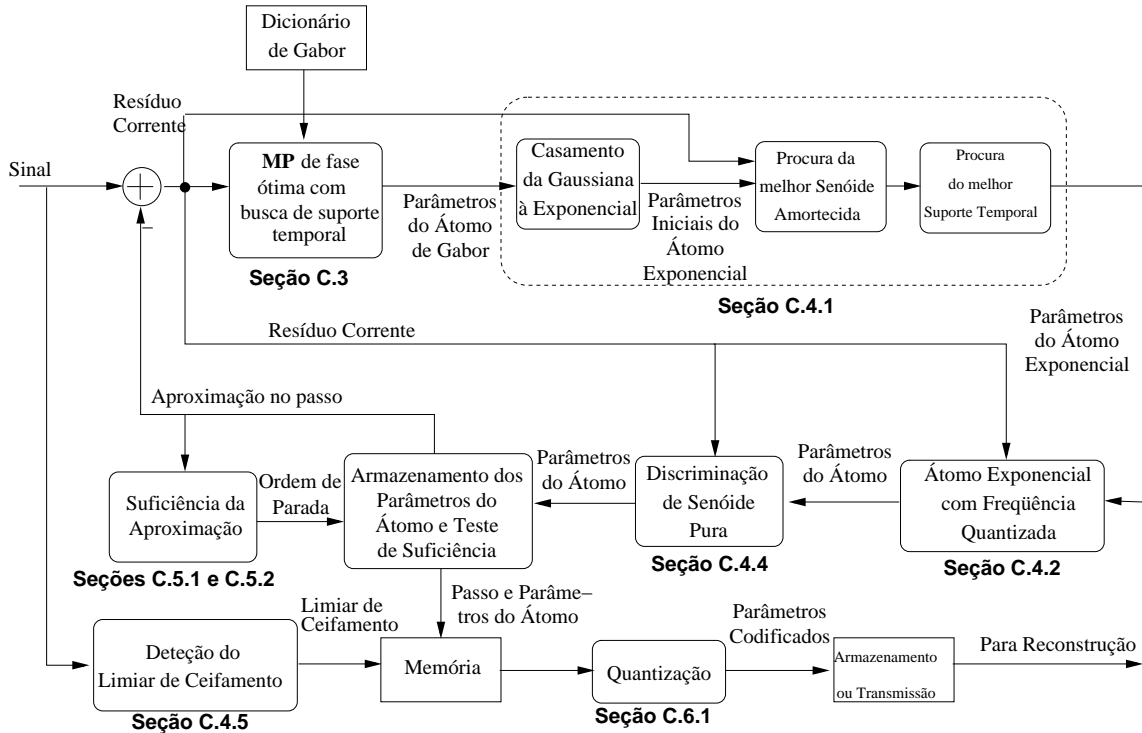 Dicionário
de Gabor
Resíduo
Corrente
Sinal
–
MP de fase
ótima com
busca de suporte
temporal
Seção C.3
Parâmetros
do Átomo
de Gabor
Casamento
da Gaussiana
à Exponencial
Parâmetros
Iniciais do
Átomo
Exponencial
Procura da
melhor Senóide
Amortecida
Procura
do melhor
Suporte Temporal
Seção C.4.1
Resíduo Corrente
Parâmetros
do Átomo
Exponencial
Aproximação no passo
Suficiência da
Aproximação
Seções C.5.1 e C.5.2
Ordem de
Parada
Armazenamento dos
Parâmetros do
Átomo e Teste
de Suficiência
Parâmetros
do Átomo
Discriminação
de Senóide
Pura
Seção C.4.4
Parâmetros
do Átomo
Átomo Exponencial
com Freqüência
Quantizada
Seção C.4.2
Passo e Parâme–
tros do Átomo
Deteção do
Limiar de Ceifamento
Seção C.4.5
Limiar de
Ceifamento
Memória
Quantização
Seção C.6.1
Parâmetros
Codificados
Armazenamento
ou Transmissão
Para Reconstrução